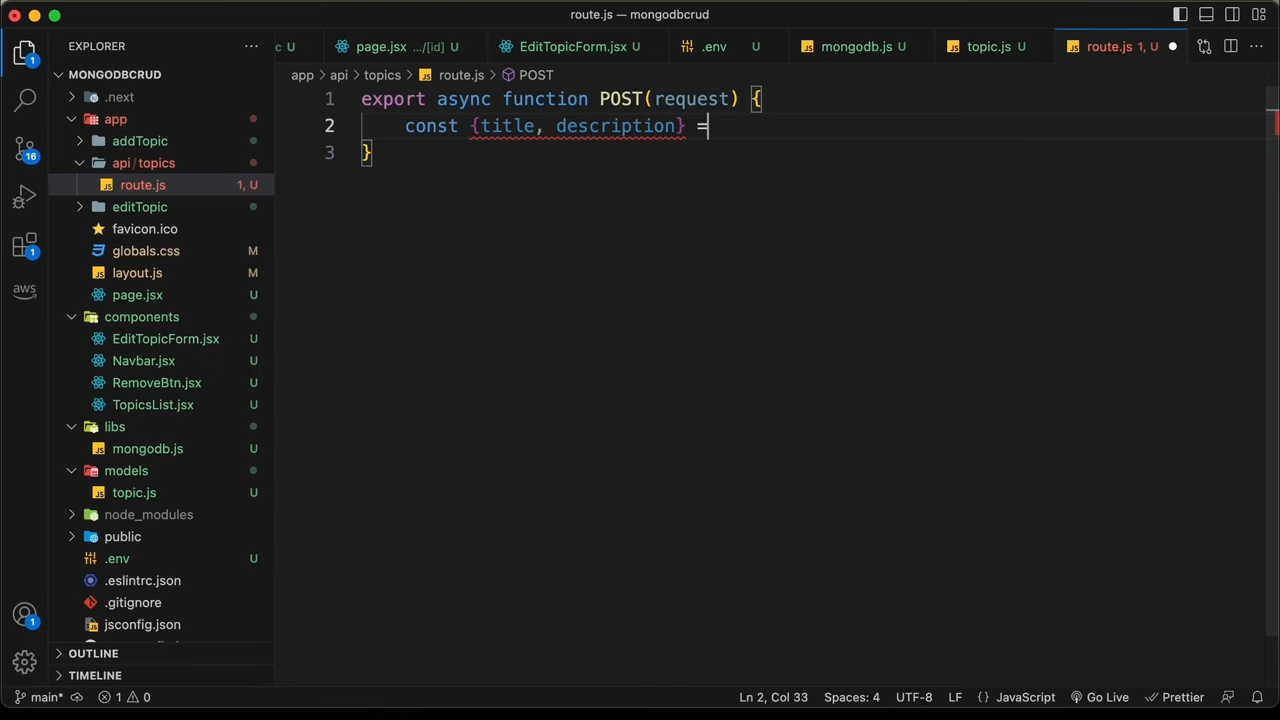 route.js — mongodbcrud
EXPLORER
c U
page.jsx .../[id] U
EditTopicForm.jsx U
.env U
mongodb.js U
topic.js U
route.js 1, U
MONGODBCRUD
app > api > topics > route.js > POST
.next
app
addTopic
api / topics
route.js 1, U
editTopic
favicon.ico
globals.css M
layout.js M
page.jsx U
components
EditTopicForm.jsx U
Navbar.jsx U
RemoveBtn.jsx U
TopicsList.jsx U
libs
mongodb.js U
models
topic.js U
node_modules
public
.env U
.eslintrc.json
.gitignore
jsconfig.json
OUTLINE
TIMELINE
1 export async function POST(request) {
2 const {title, description} =
3 }
1
16
1
aws
1
main* 1 0 Ln 2, Col 33 Spaces: 4 UTF-8 LF {} JavaScript Go Live Prettier